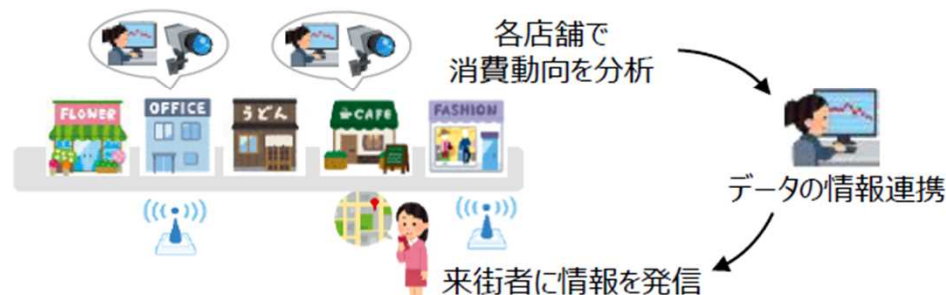 各店舗で
消費動向を分析
FLOWER
OFFICE
うどん
CAFE
FASHION
データの情報連携
来街者に情報を発信